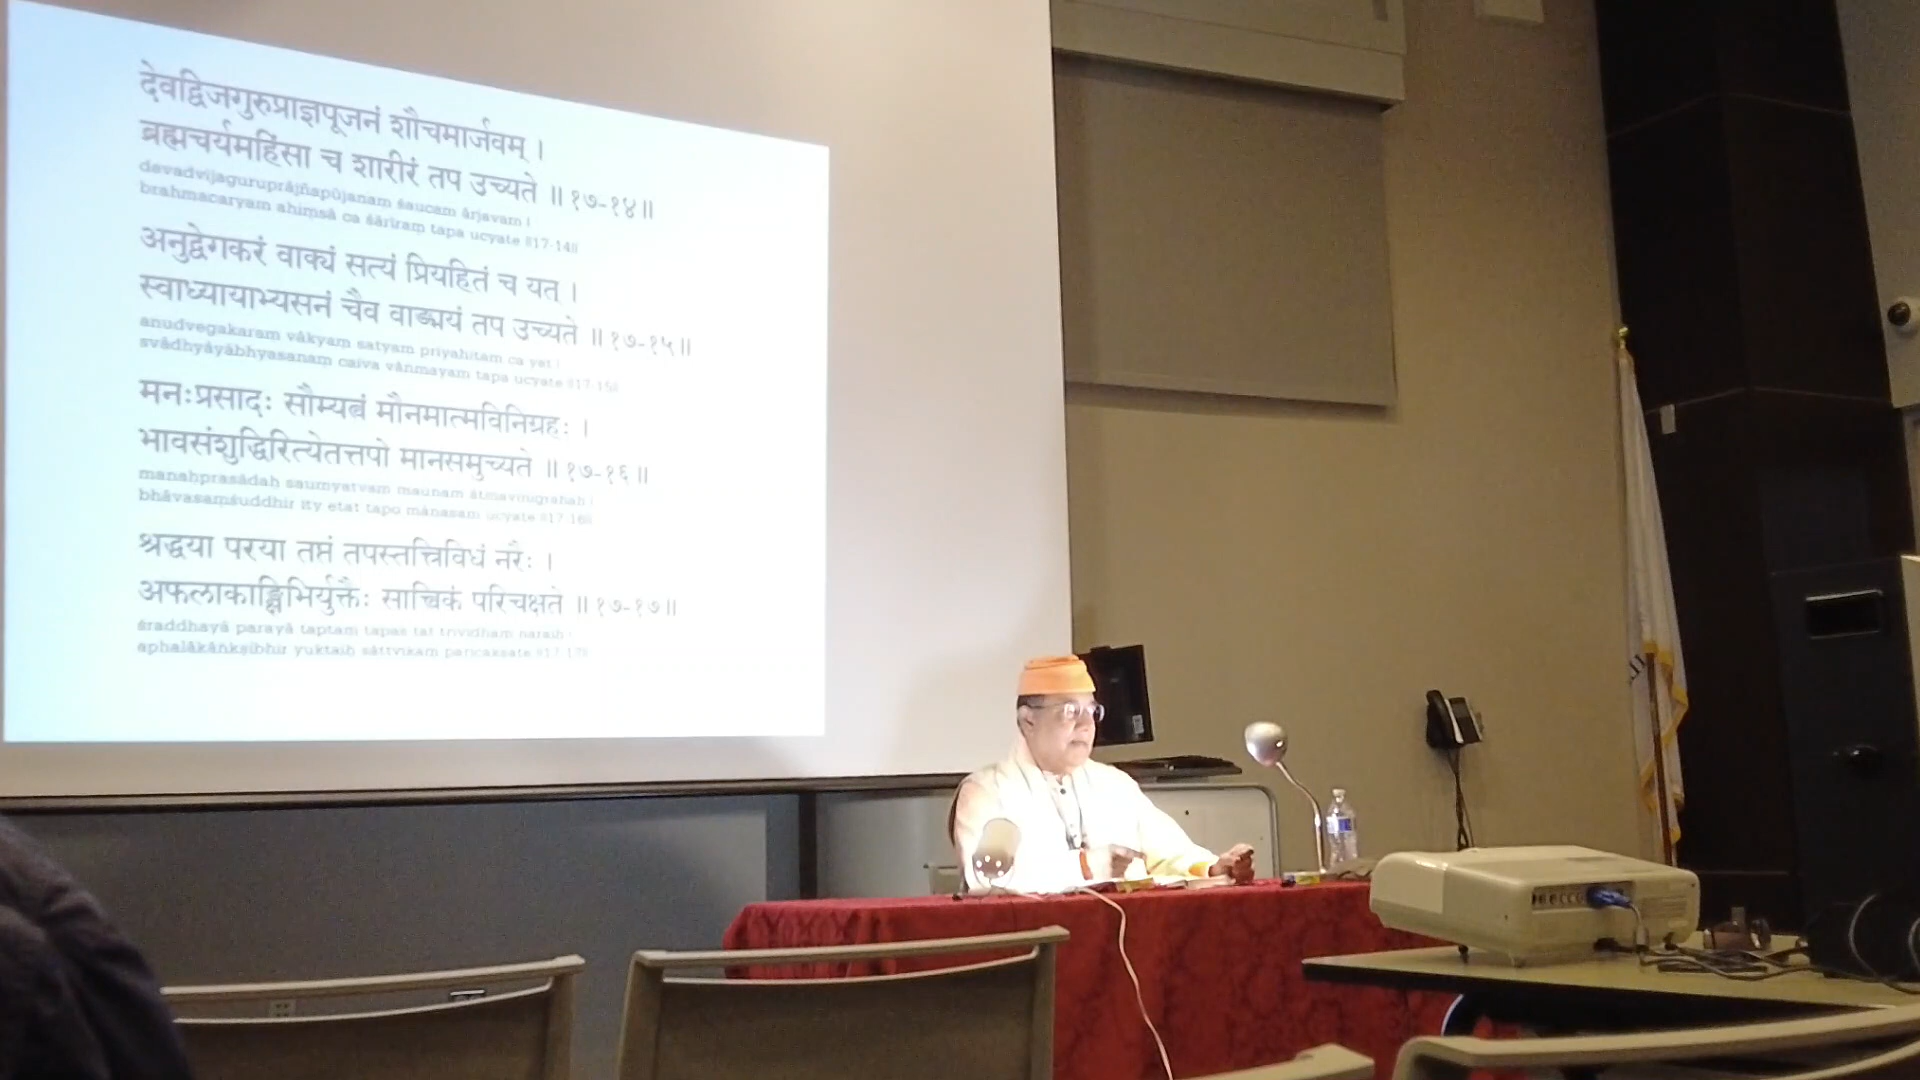 देवद्विजगुरुप्राज्ञपूजनं शौचमार्जवम् ।
ब्रह्मचर्यमहिंसा च शारीरं तप उच्यते ॥१७-१४॥
devadvijaguruprājñapūjanaṃ śaucam ārjavam ।
brahmacaryam ahiṃsā ca śārīraṃ tapa ucyate ॥17-14॥
अनुद्वेगकरं वाक्यं सत्यं प्रियहितं च यत् ।
स्वाध्यायाभ्यसनं चैव वाङ्मयं तप उच्यते ॥१७-१५॥
anudvegakaraṃ vākyaṃ satyaṃ priyahitaṃ ca yat ।
svādhyāyābhyasanaṃ caiva vāṅmayaṃ tapa ucyate ॥17-15॥
मनःप्रसादः सौम्यत्वं मौनमात्मविनिग्रहः ।
भावसंशुद्धिरित्येतत्तपो मानसमुच्यते ॥१७-१६॥
manaḥprasādaḥ saumyatvaṃ maunam ātmavinigrahaḥ ।
bhāvasaṃśuddhir ity etat tapo mānasam ucyate ॥17-16॥
श्रद्धया परया तप्तं तपस्तत्त्रिविधं नरैः ।
अफलाकाङ्क्षिभिर्युक्तैः सात्त्विकं परिचक्षते ॥१७-१७॥
śraddhayā parayā taptaṃ tapas tat trividhaṃ naraiḥ ।
aphalākāṅkṣibhir yuktaiḥ sāttvikaṃ paricakṣate ॥17-17॥